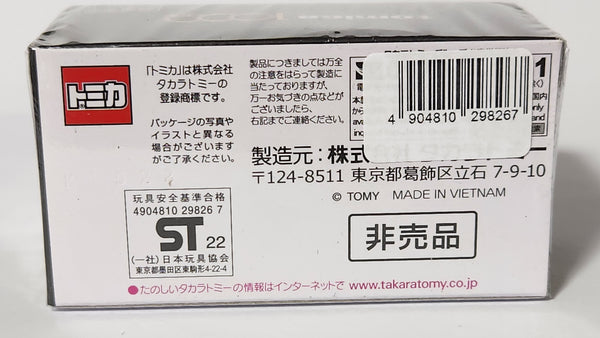 トミカ
「トミカ」は株式会社
タカラトミーの
登録商標です。
パッケージの写真や
イラストと異なる
場合がございます
がご了承ください。
製品につきましては万全
の注意をはらって製造に
当たっておりますが、
万一お気づきの点などが
ございましたら、
右記までご連絡ください。
4 904810 298267
製造元:株式
〒124-8511 東京都葛飾区立石 7-9-10
© TOMY MADE IN VIETNAM
玩具安全基準合格
4904810 29826 7
ST 22
(一社)日本玩具協会
東京都墨田区東駒形4-22-4
非売品
●たのしいタカラトミーの情報はインターネットで www.takaratomy.co.jp